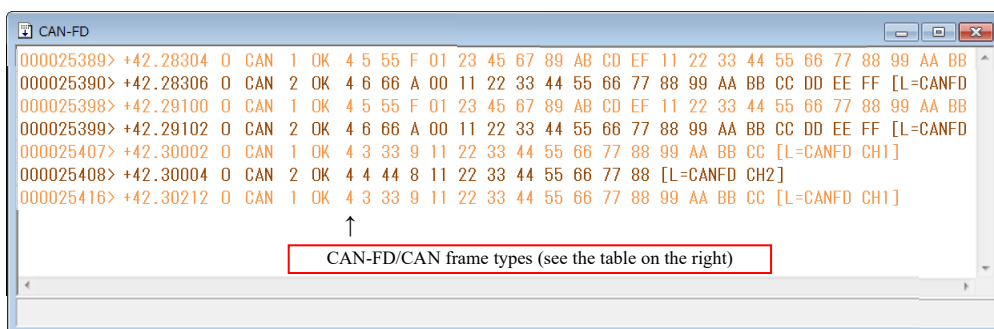 CAN-FD
000025389> +42.28304 O CAN 1 OK 4 5 55 F 01 23 45 67 89 AB CD EF 11 22 33 44 55 66 77 88 99 AA BB
000025390> +42.28306 O CAN 2 OK 4 6 66 A 00 11 22 33 44 55 66 77 88 99 AA BB CC DD EE FF [L=CANFD
000025398> +42.29100 O CAN 1 OK 4 5 55 F 01 23 45 67 89 AB CD EF 11 22 33 44 55 66 77 88 99 AA BB
000025399> +42.29102 O CAN 2 OK 4 6 66 A 00 11 22 33 44 55 66 77 88 99 AA BB CC DD EE FF [L=CANFD
000025407> +42.30002 O CAN 1 OK 4 3 33 9 11 22 33 44 55 66 77 88 99 AA BB CC [L=CANFD CH1]
000025408> +42.30004 O CAN 2 OK 4 4 44 8 11 22 33 44 55 66 77 88 [L=CANFD CH2]
000025416> +42.30212 O CAN 1 OK 4 3 33 9 11 22 33 44 55 66 77 88 99 AA BB CC [L=CANFD CH1]
↑
CAN-FD/CAN frame types (see the table on the right)